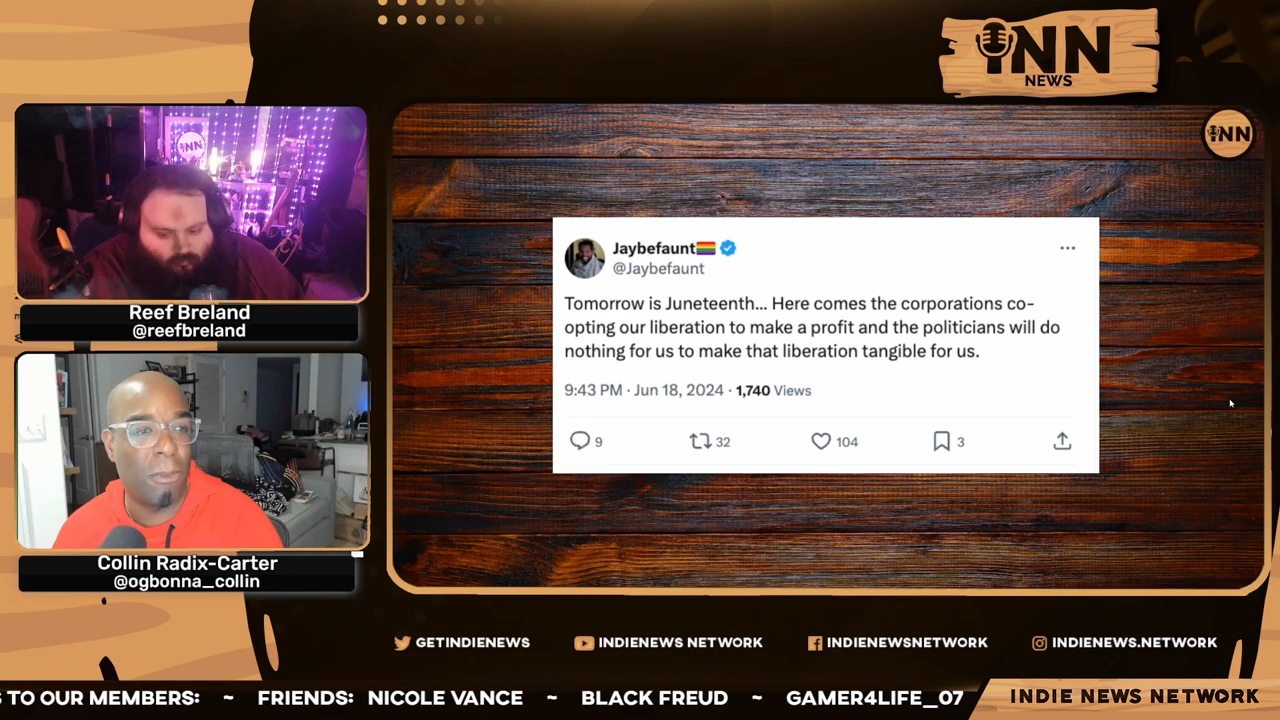 INN
NEWS
INN
INN
Reef Breland
@reefbreland
Collin Radix-Carter
@ogbonna_collin
Jaybefaunt
@Jaybefaunt
Tomorrow is Juneteenth... Here comes the corporations co-
opting our liberation to make a profit and the politicians will do
nothing for us to make that liberation tangible for us.
9:43 PM · Jun 18, 2024 · 1,740 Views
9 32 104 3
GETINDIENEWS INDIENEWS NETWORK INDIENEWSNETWORK INDIENEWS.NETWORK
S TO OUR MEMBERS: ~ FRIENDS: NICOLE VANCE ~ BLACK FREUD ~ GAMER4LIFE_07
INDIE NEWS NETWORK